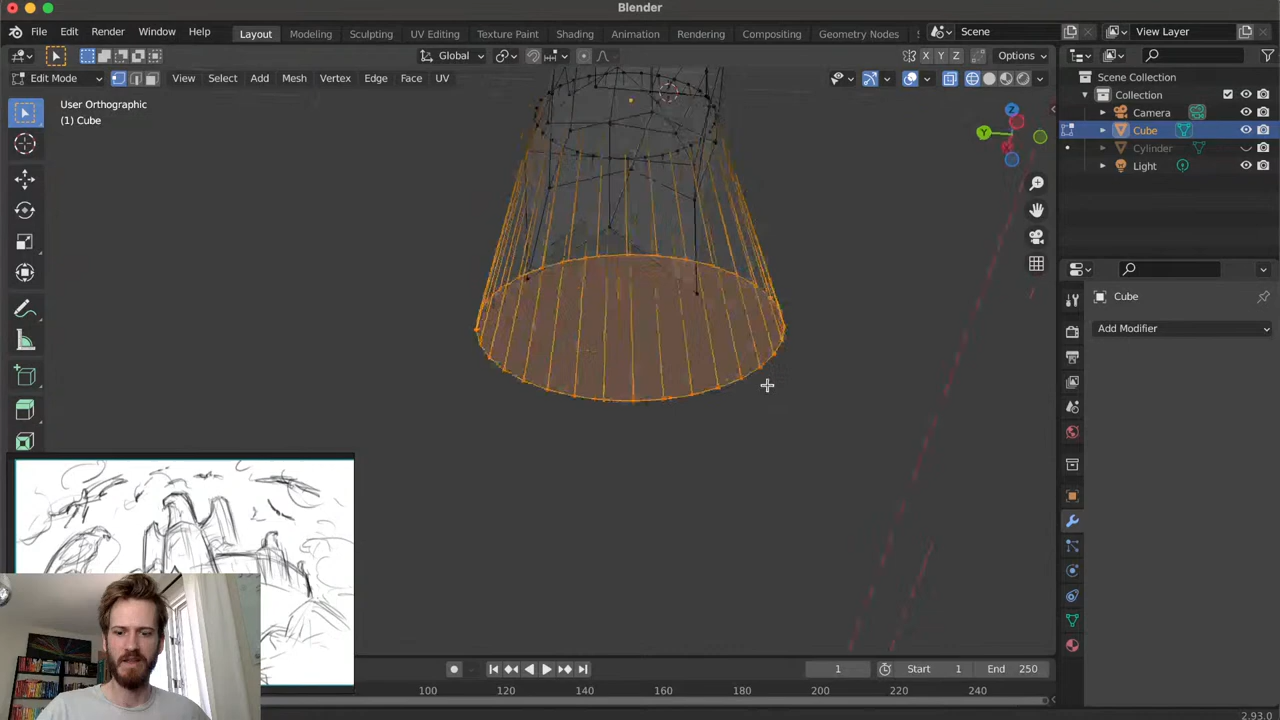 Blender
File Edit Render Window Help
Layout Modeling Sculpting UV Editing Texture Paint Shading Animation Rendering Compositing Geometry Nodes
Scene
View Layer
Global
X Y Z
Options
Edit Mode
View Select Add Mesh Vertex Edge Face UV
User Orthographic
(1) Cube
Z
Y
Scene Collection
Collection
Camera
Cube
Cylinder
Light
Cube
Add Modifier
1
Start 1
End 250
100 120 140 160 180 200 220 240
2.93.0